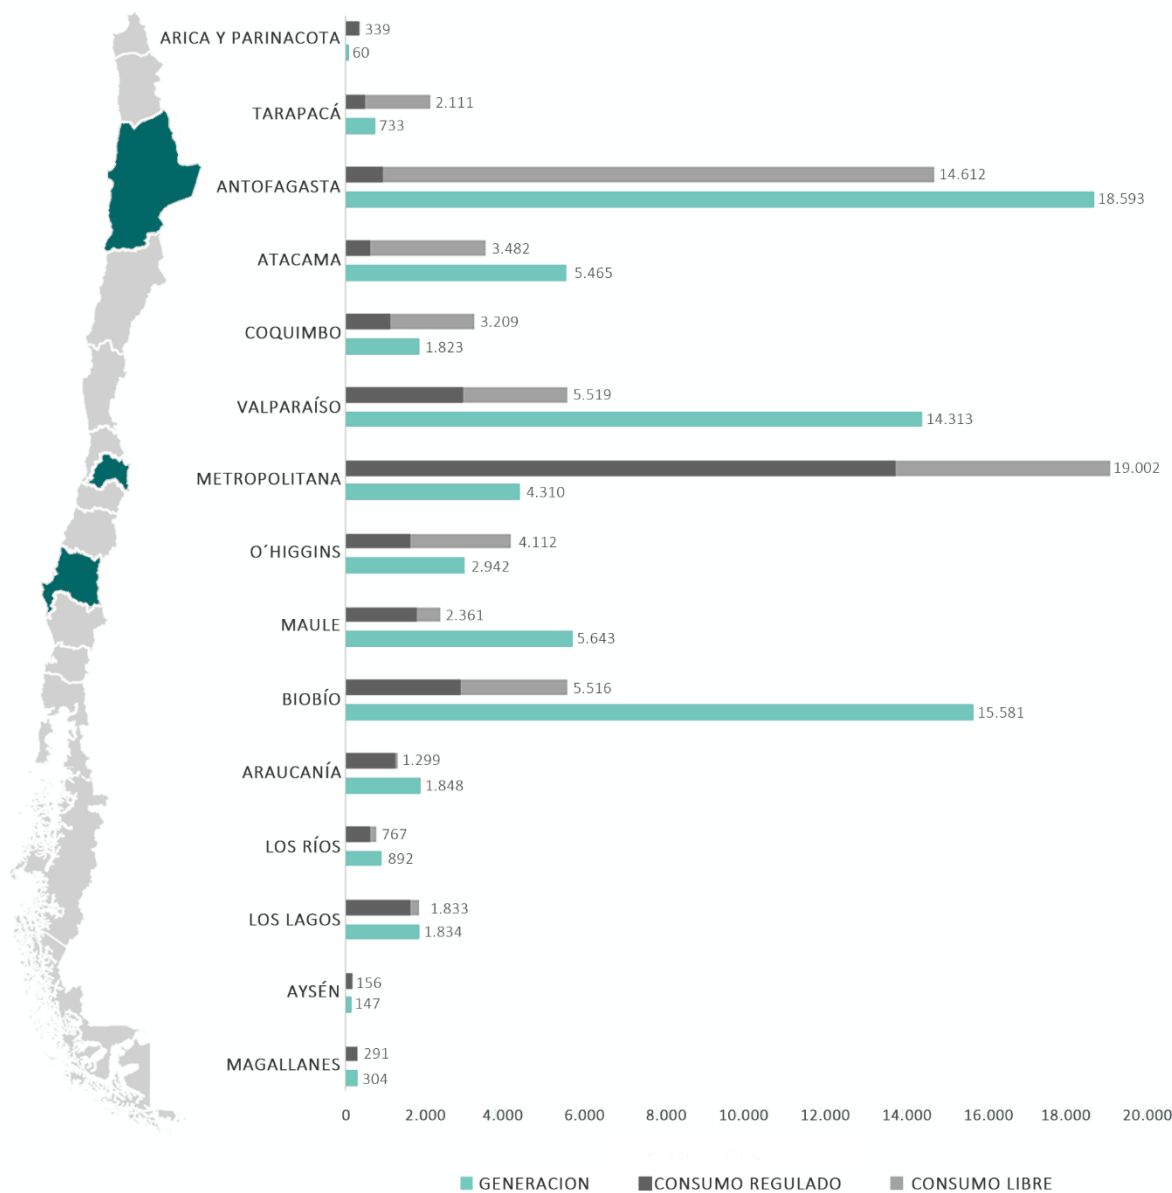 ARICA Y PARINACOTA
339
60
TARAPACÁ
2.111
733
ANTOFAGASTA
14.612
18.593
ATACAMA
3.482
5.465
COQUIMBO
3.209
1.823
VALPARAÍSO
5.519
14.313
METROPOLITANA
19.002
4.310
O´HIGGINS
4.112
2.942
MAULE
2.361
5.643
BIOBÍO
5.516
15.581
ARAUCANÍA
1.299
1.848
LOS RÍOS
767
892
LOS LAGOS
1.833
1.834
AYSÉN
156
147
MAGALLANES
291
304
0 2.000 4.000 6.000 8.000 10.000 12.000 14.000 16.000 18.000 20.000
GENERACION CONSUMO REGULADO CONSUMO LIBRE